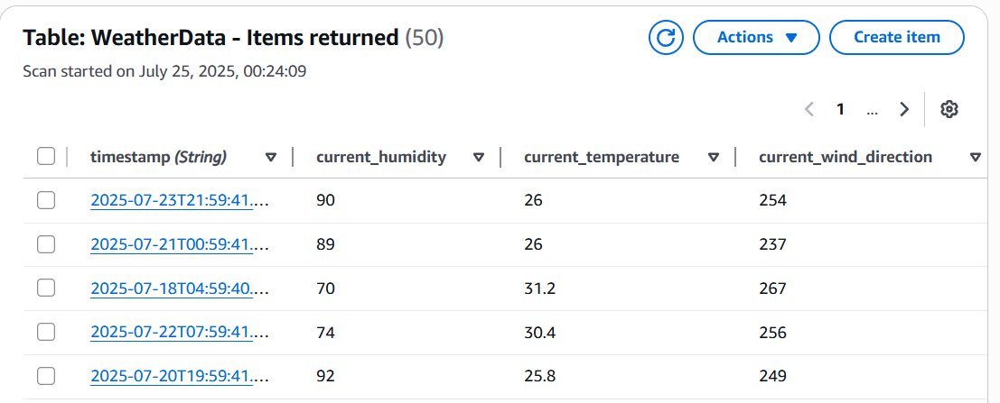 Table: WeatherData - Items returned (50)
Actions
Create item
Scan started on July 25, 2025, 00:24:09
1 ...
timestamp (String) current_humidity current_temperature current_wind_direction
2025-07-23T21:59:41.... 90 26 254
2025-07-21T00:59:41.... 89 26 237
2025-07-18T04:59:40.... 70 31.2 267
2025-07-22T07:59:41.... 74 30.4 256
2025-07-20T19:59:41.... 92 25.8 249